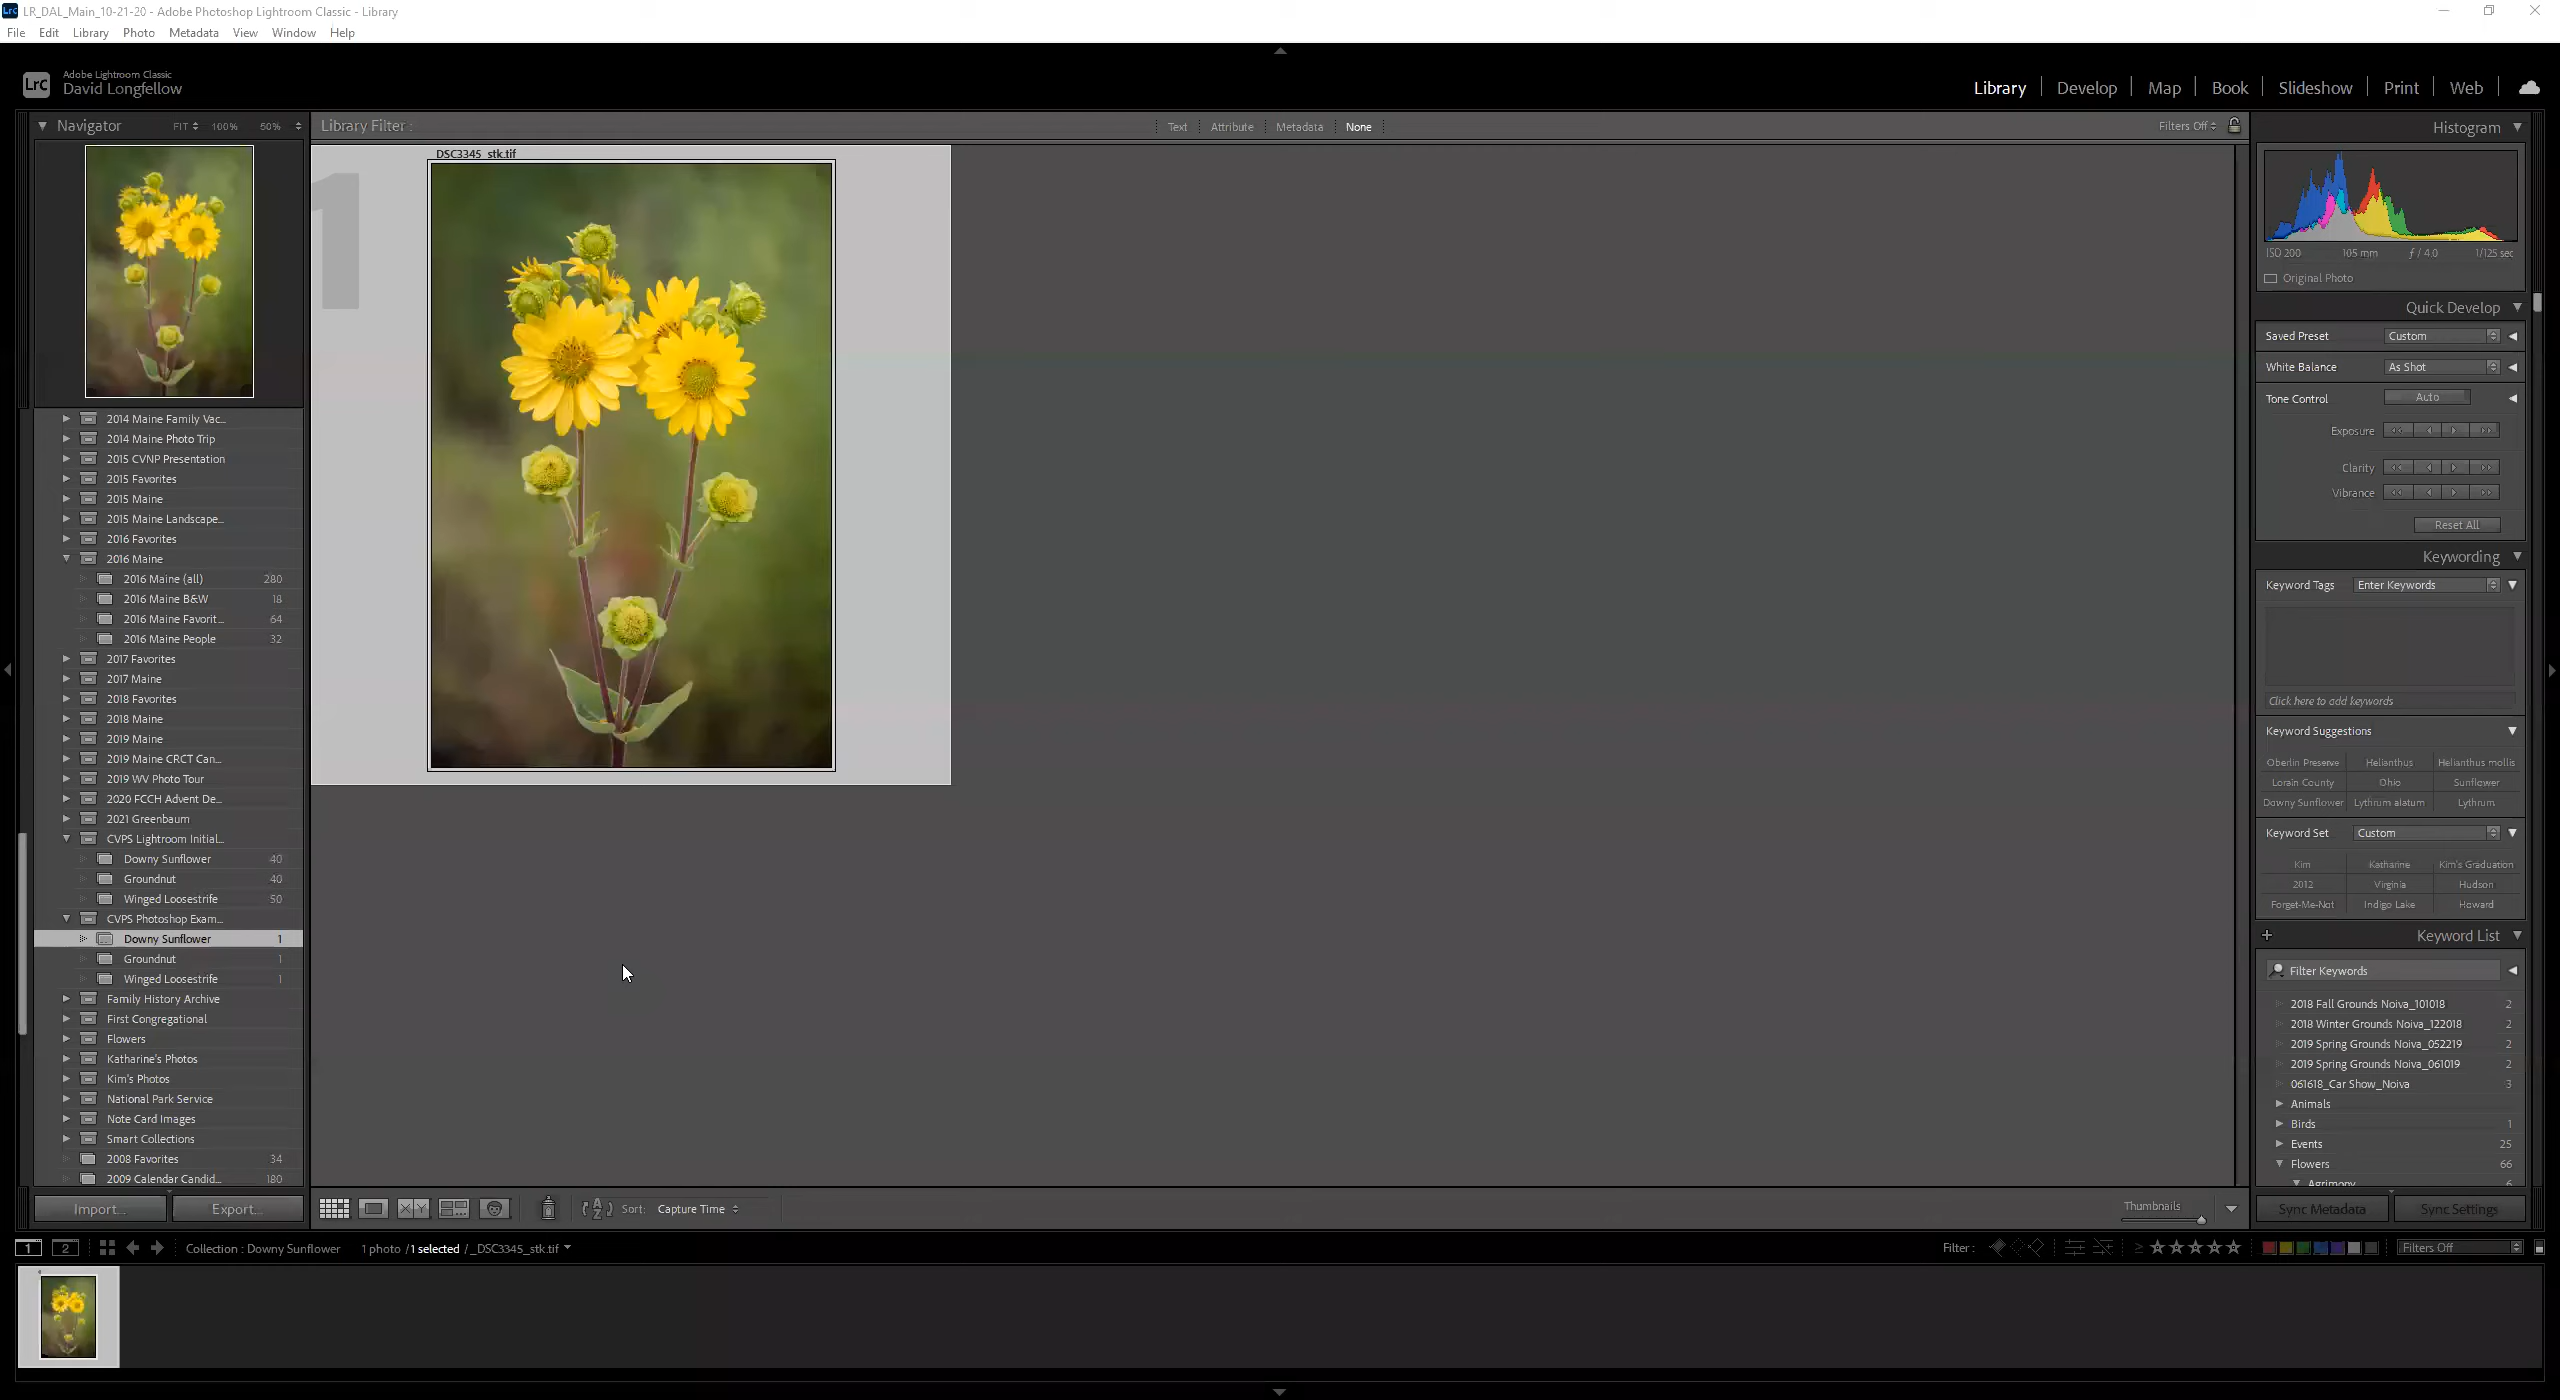 LR_DAL_Main_10-21-20 - Adobe Photoshop Lightroom Classic - Library
File Edit Library Photo Metadata View Window Help
Adobe Lightroom Classic
David Longfellow
Library Develop Map Book Slideshow Print Web
Navigator FIT 100% 50%
Library Filter : Text Attribute Metadata None Filters Off
Histogram
DSC3345_stk.tif
1
ISO 200 105 mm ƒ / 4.0 1/125 sec
Original Photo
Quick Develop
Saved Preset Custom
White Balance As Shot
Tone Control Auto
Exposure
Clarity
Vibrance
Reset All
Keywording
Keyword Tags Enter Keywords
Click here to add keywords
Keyword Suggestions
Oberlin Preserve Helianthus Helianthus mollis
Lorain County Ohio Sunflower
Downy Sunflower Lythrum alatum Lythrum
Keyword Set Custom
Kim Katharine Kim's Graduation
2012 Virginia Hudson
Forget-Me-Not Indigo Lake Howard
Keyword List
Filter Keywords
2018 Fall Grounds Noiva_101018 2
2018 Winter Grounds Noiva_122018 2
2019 Spring Grounds Noiva_052219 2
2019 Spring Grounds Noiva_061019 2
061618_Car Show_Noiva 3
Animals
Birds 1
Events 25
Flowers 66
Agrimony 6
2014 Maine Family Vac...
2014 Maine Photo Trip
2015 CVNP Presentation
2015 Favorites
2015 Maine
2015 Maine Landscape...
2016 Favorites
2016 Maine
2016 Maine (all) 280
2016 Maine B&W 18
2016 Maine Favorit... 64
2016 Maine People 32
2017 Favorites
2017 Maine
2018 Favorites
2018 Maine
2019 Maine
2019 Maine CRCT Can...
2019 WV Photo Tour
2020 FCCH Advent De...
2021 Greenbaum
CVPS Lightroom Initial...
Downy Sunflower 40
Groundnut 40
Winged Loosestrife 50
CVPS Photoshop Exam...
Downy Sunflower 1
Groundnut 1
Winged Loosestrife 1
Family History Archive
First Congregational
Flowers
Katharine's Photos
Kim's Photos
National Park Service
Note Card Images
Smart Collections
2008 Favorites 34
2009 Calendar Candid... 180
Import... Export...
Sort: Capture Time
Thumbnails
Sync Metadata Sync Settings
1 2 Collection : Downy Sunflower 1 photo / 1 selected / _DSC3345_stk.tif
Filter : Filters Off